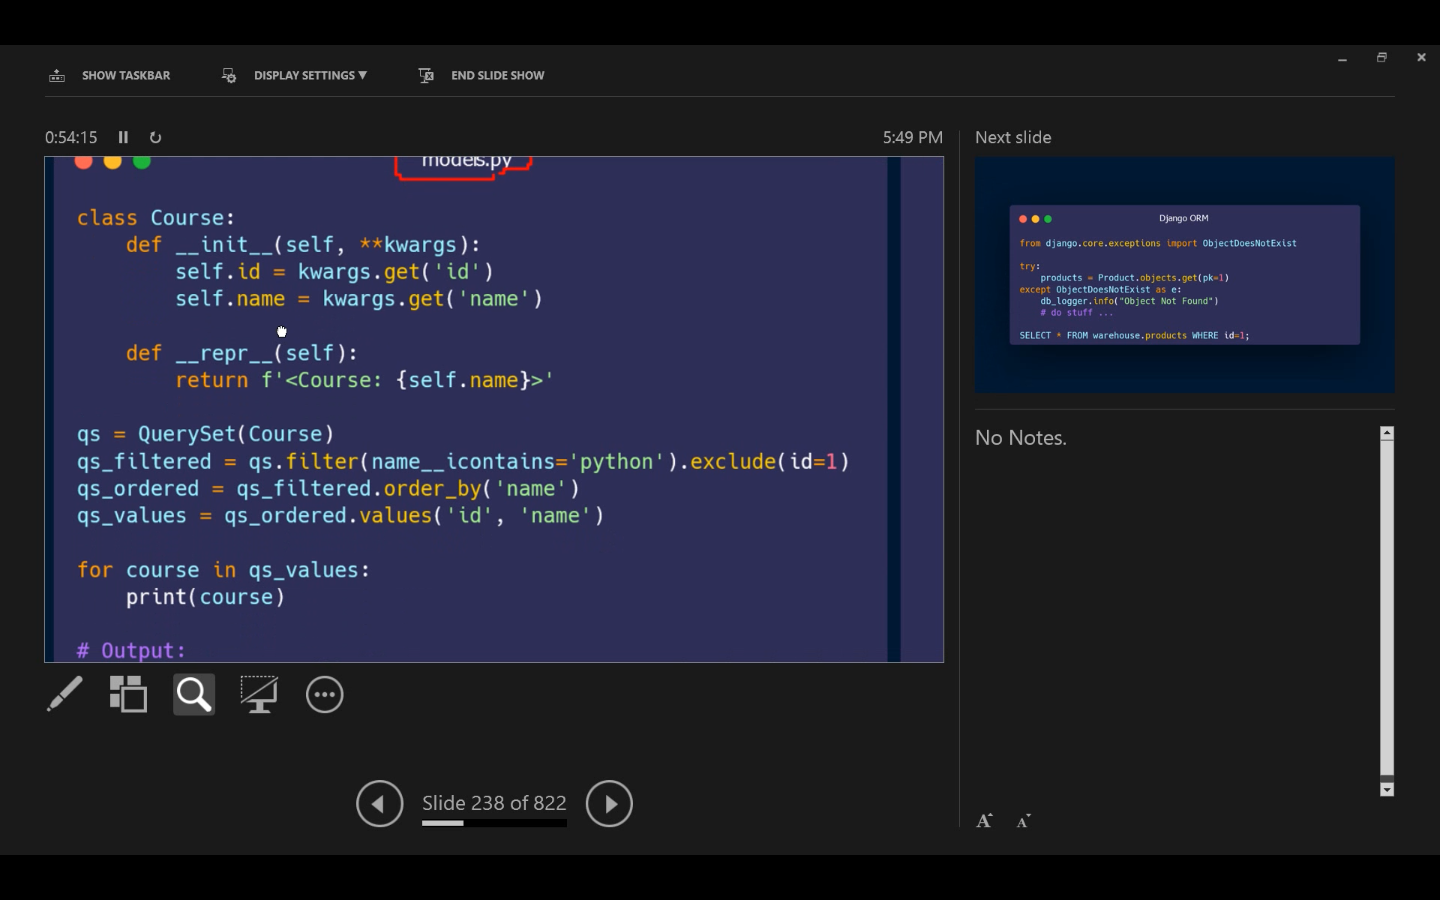 SHOW TASKBAR
DISPLAY SETTINGS ▼
END SLIDE SHOW
0:54:15
5:49 PM
Next slide
models.py
class Course:
    def __init__(self, **kwargs):
        self.id = kwargs.get('id')
        self.name = kwargs.get('name')
    def __repr__(self):
        return f'<Course: {self.name}>'
qs = QuerySet(Course)
qs_filtered = qs.filter(name__icontains='python').exclude(id=1)
qs_ordered = qs_filtered.order_by('name')
qs_values = qs_ordered.values('id', 'name')
for course in qs_values:
    print(course)
# Output:
Django ORM
from django.core.exceptions import ObjectDoesNotExist
try:
    products = Product.objects.get(pk=1)
except ObjectDoesNotExist as e:
    db_logger.info("Object Not Found")
    # do stuff ...
SELECT * FROM warehouse.products WHERE id=1;
No Notes.
Slide 238 of 822
A A